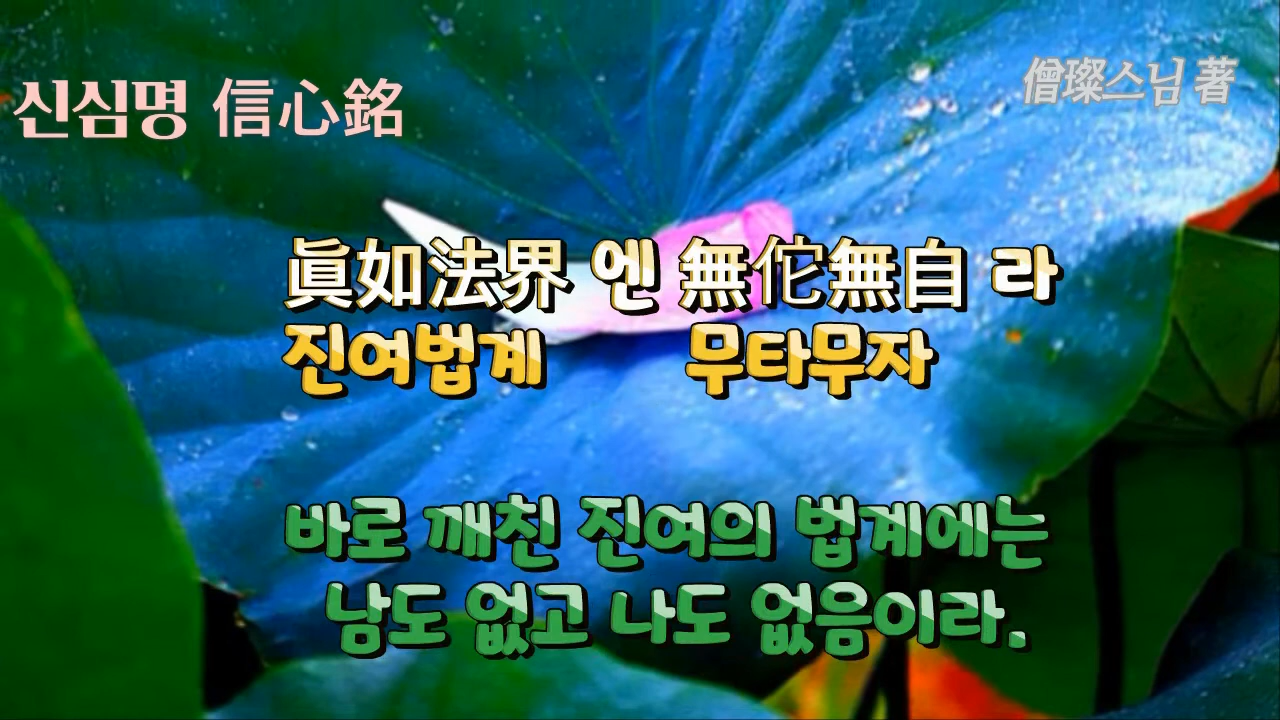 신심명 信心銘
僧璨스님 著
眞如法界 엔 無佗無自 라
진여법계 무타무자
바로 깨친 진여의 법계에는
남도 없고 나도 없음이라.